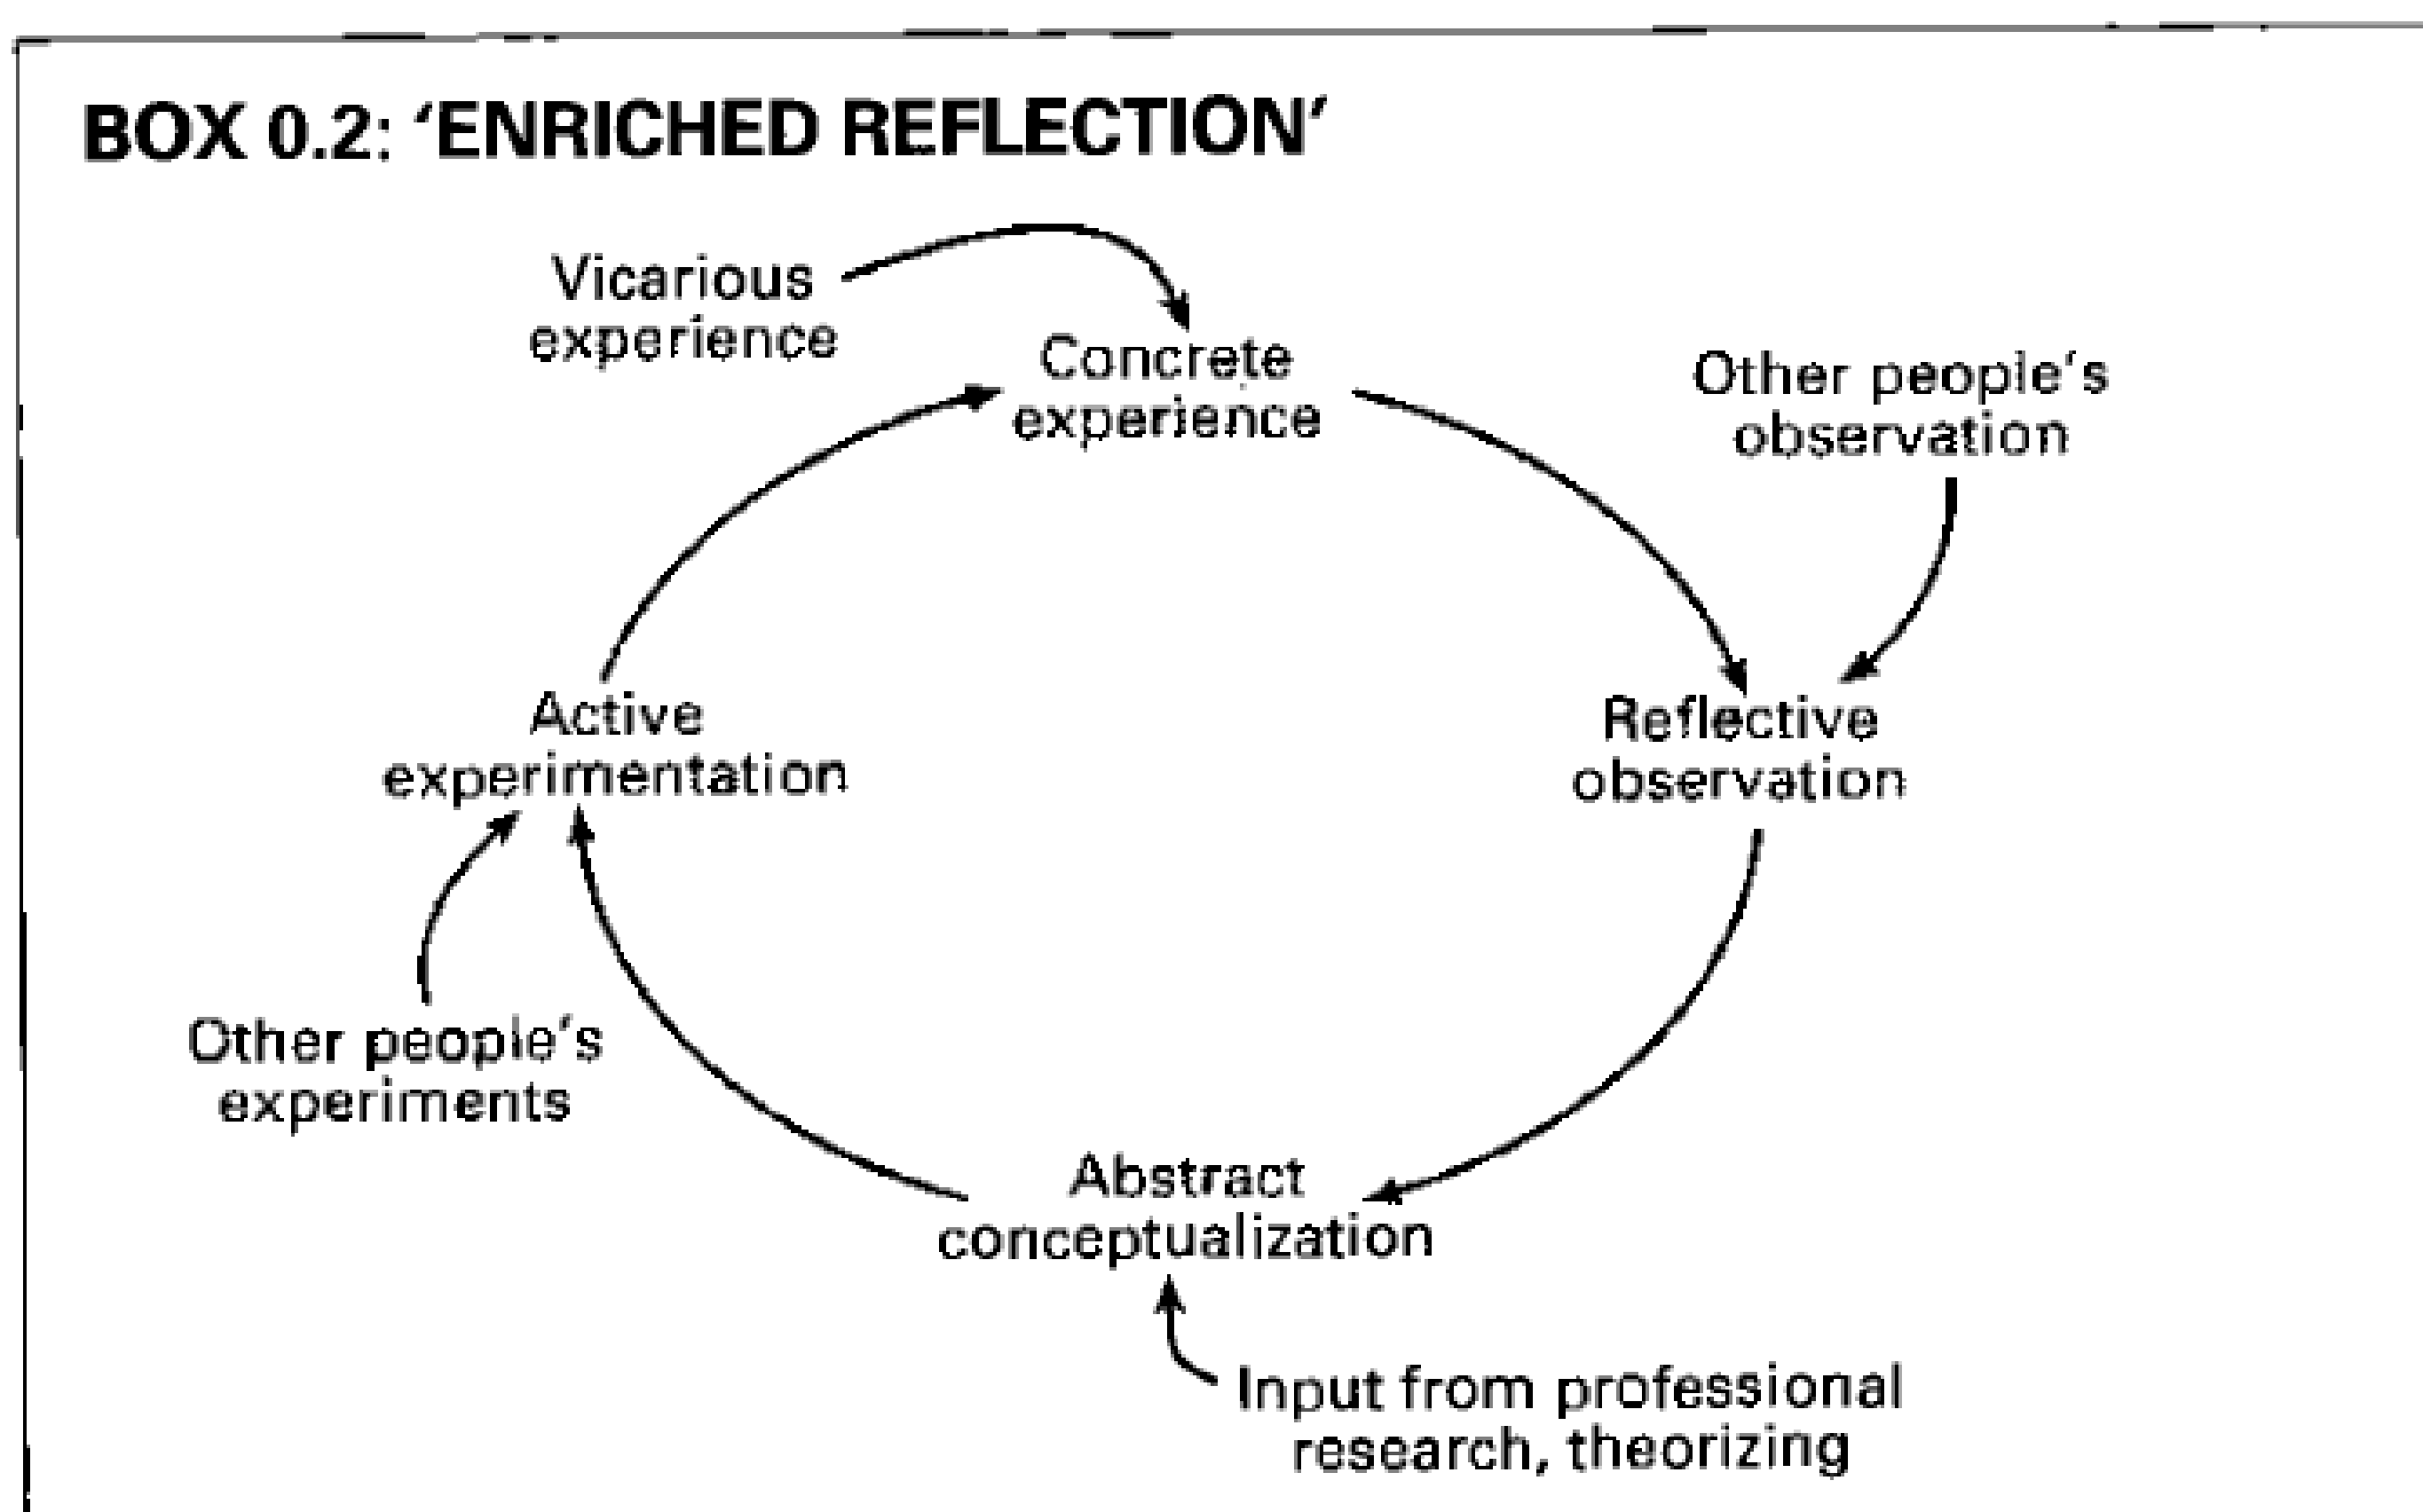 BOX 0.2: ‘ENRICHED REFLECTION’
Vicarious
experience
Concrete
experience
Other people's
observation
Active
experimentation
Reflective
observation
Other people's
experiments
Abstract
conceptualization
Input from professional
research, theorizing